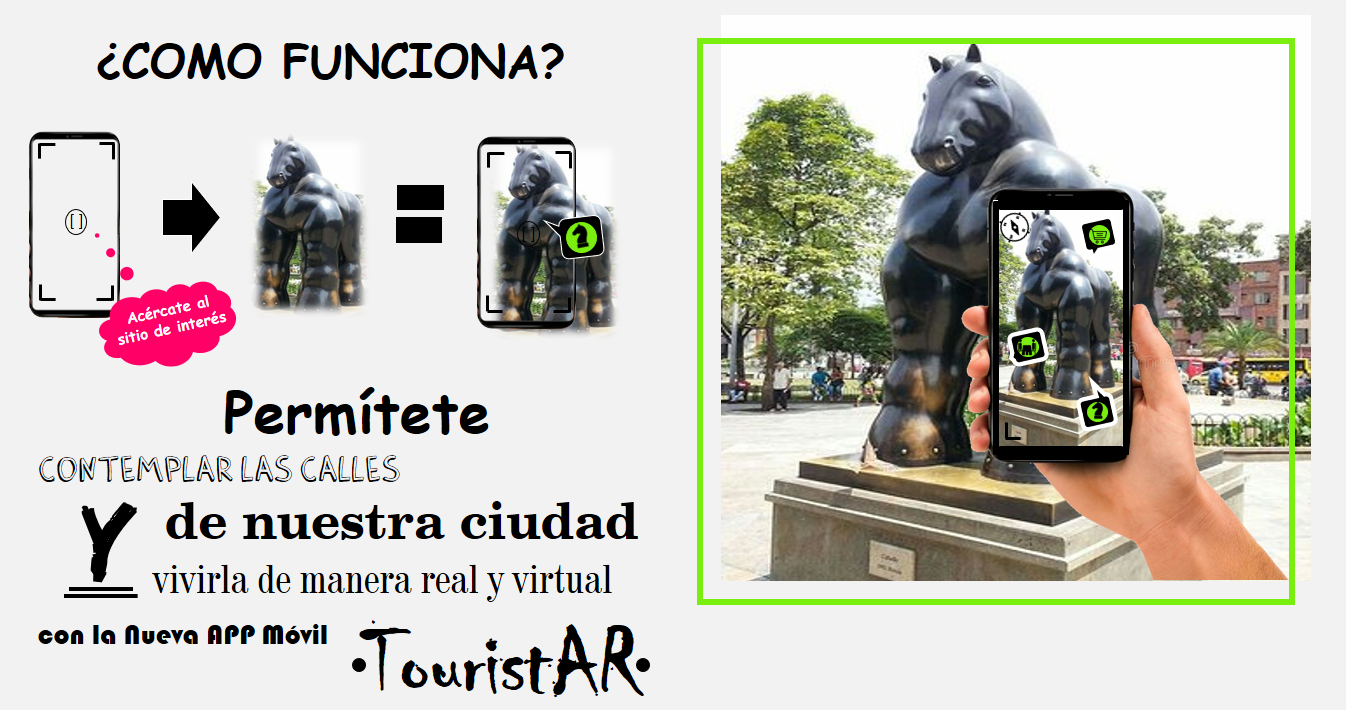 ¿COMO FUNCIONA?
[ ]
Acércate al
sitio de interés
Permítete
CONTEMPLAR LAS CALLES
Y de nuestra ciudad
vivirla de manera real y virtual
con la Nueva APP Móvil
•TouristAR•